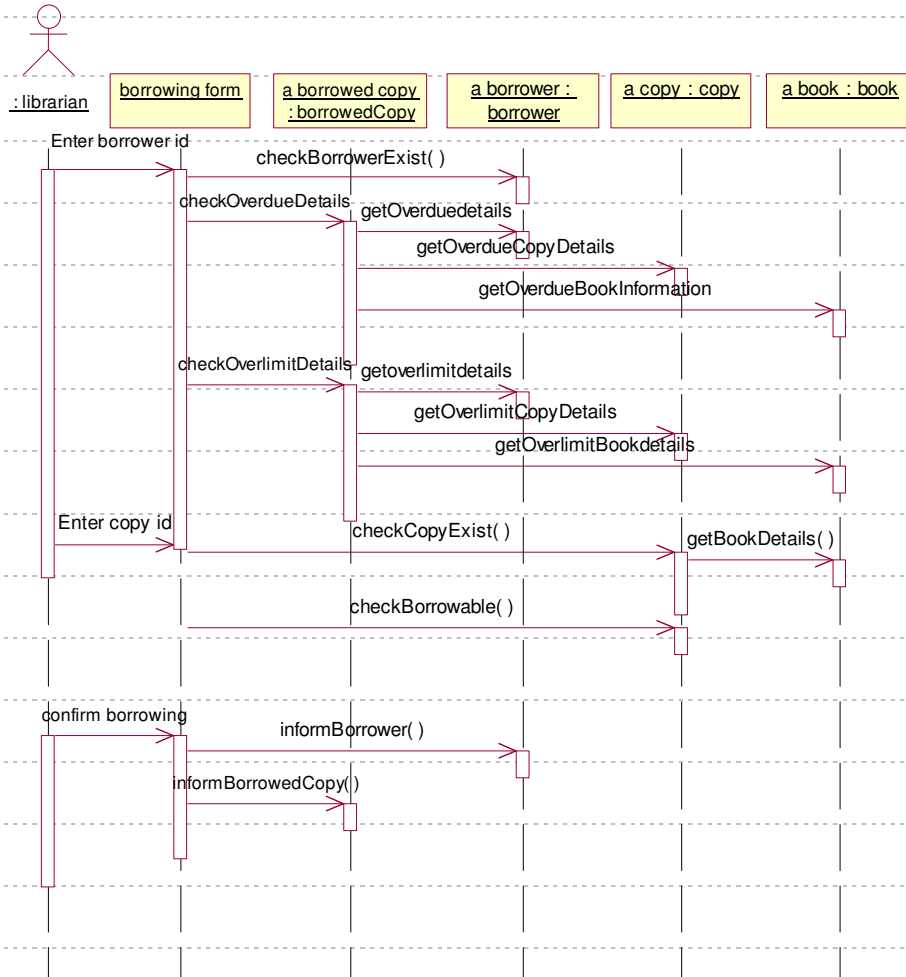 : librarian
borrowing form
a borrowed copy
: borrowedCopy
a borrower :
borrower
a copy : copy
a book : book
Enter borrower id
checkBorrowerExist( )
checkOverdueDetails
getOverduedetails
getOverdueCopyDetails
getOverdueBookInformation
checkOverlimitDetails
getoverlimitdetails
getOverlimitCopyDetails
getOverlimitBookdetails
Enter copy id
checkCopyExist( )
getBookDetails( )
checkBorrowable( )
confirm borrowing
informBorrower( )
informBorrowedCopy( )